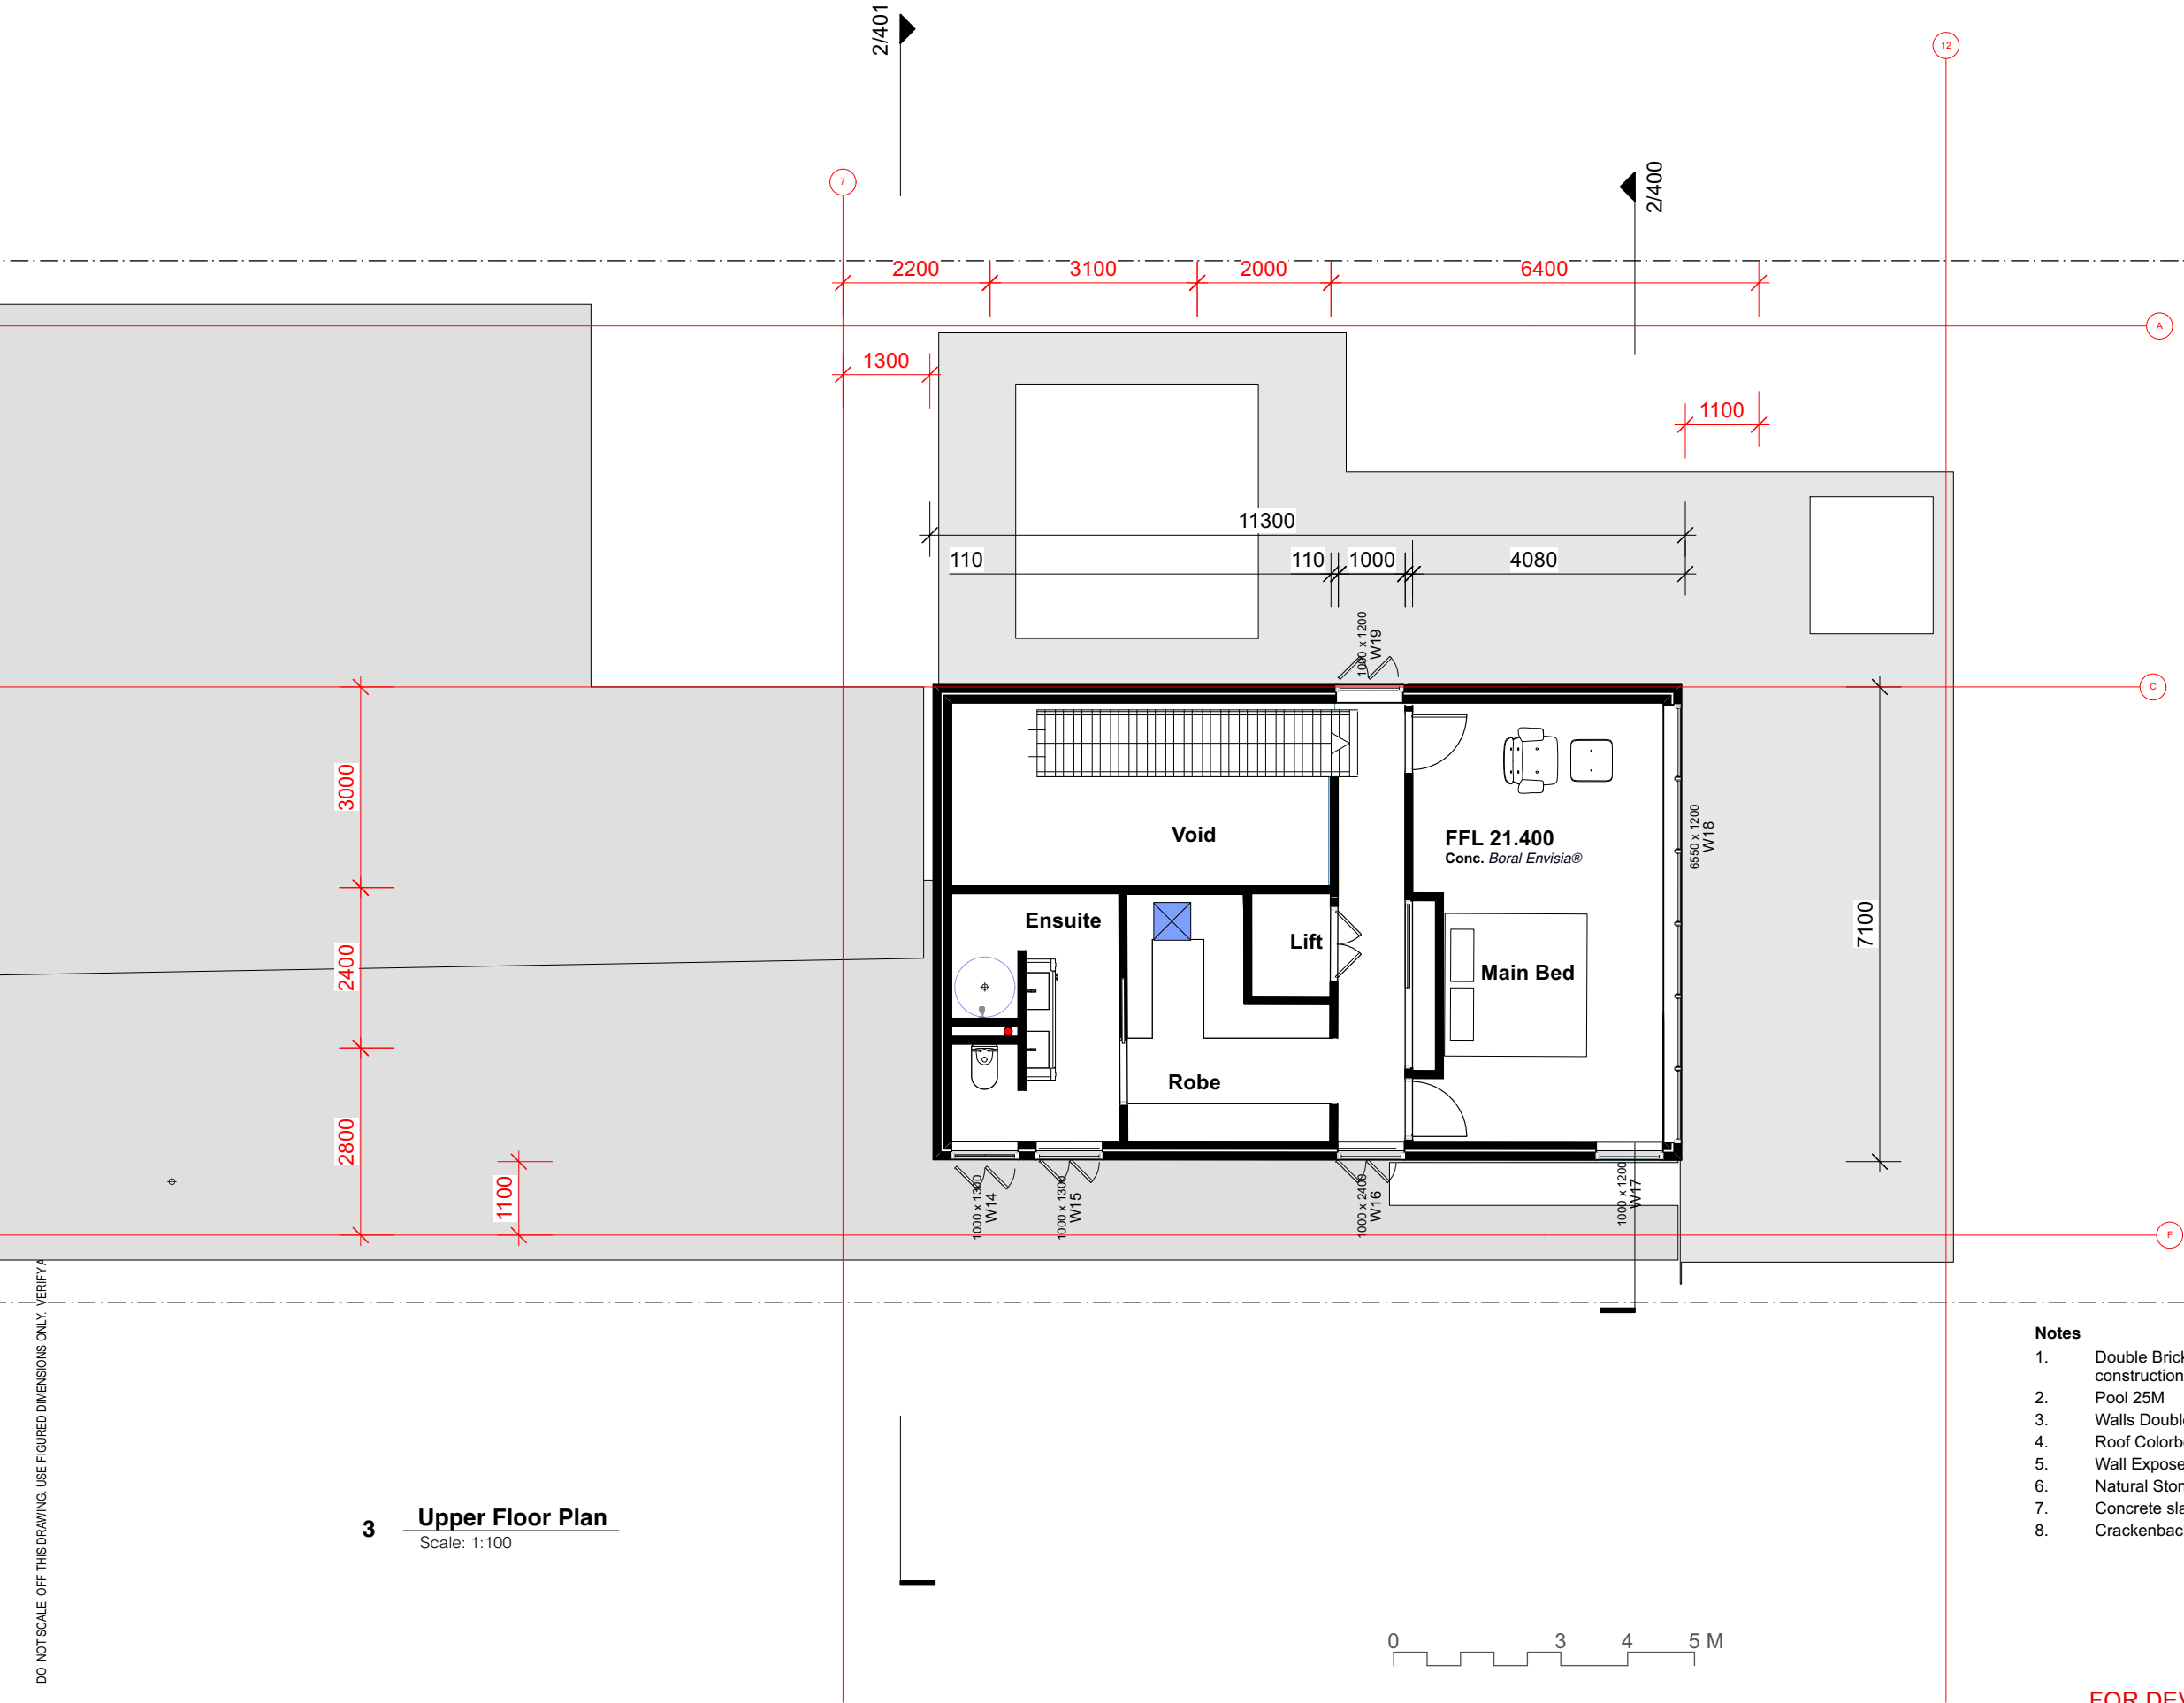 2/401
12
7
2/400
2200
3100
2000
6400
A
1300
1100
11300
110
110
1000
4080
1000 x 1200
W19
C
3000
Void
FFL 21.400
Conc. Boral Envisia®
6550 x 1200
W18
Ensuite
Lift
Main Bed
7100
2400
Robe
2800
1100
1000 x 1300
W14
1000 x 1300
W15
1000 x 2400
W16
1000 x 1200
W17
F
DO NOT SCALE OFF THIS DRAWING. USE FIGURED DIMENSIONS ONLY. VERIFY
Notes
1. Double Brick
construction
2. Pool 25M
3. Walls Double
4. Roof Colorb
5. Wall Expose
6. Natural Ston
7. Concrete sla
8. Crackenbac
3 Upper Floor Plan
Scale: 1:100
0 3 4 5 M
FOR DEV